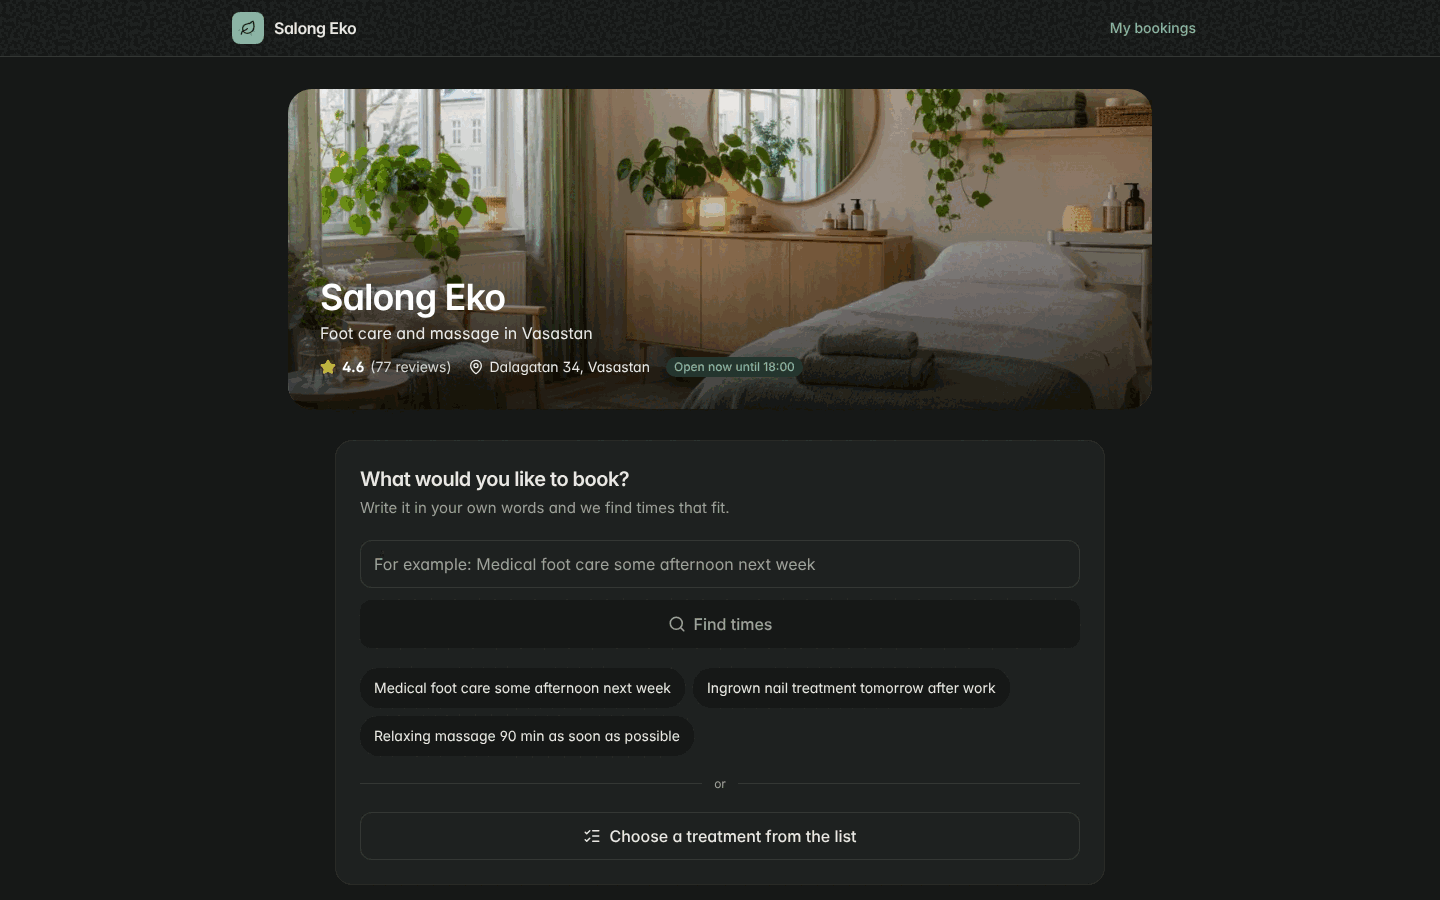 Salong Eko
My bookings
Salong Eko
Foot care and massage in Vasastan
4.6 (77 reviews) Dalagatan 34, Vasastan Open now until 18:00
What would you like to book?
Write it in your own words and we find times that fit.
For example: Medical foot care some afternoon next week
Find times
Medical foot care some afternoon next week
Ingrown nail treatment tomorrow after work
Relaxing massage 90 min as soon as possible
or
Choose a treatment from the list